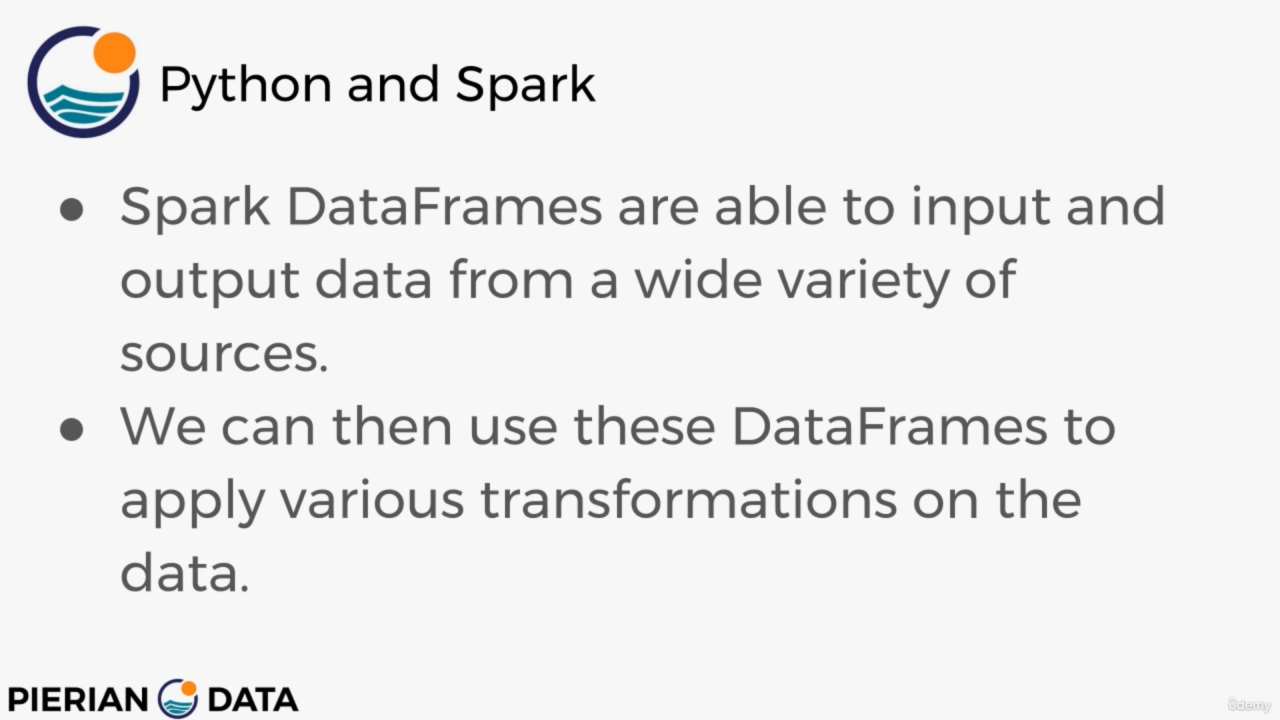 Python and Spark
● Spark DataFrames are able to input and
output data from a wide variety of
sources.
● We can then use these DataFrames to
apply various transformations on the
data.
PIERIAN DATA
ûdemy